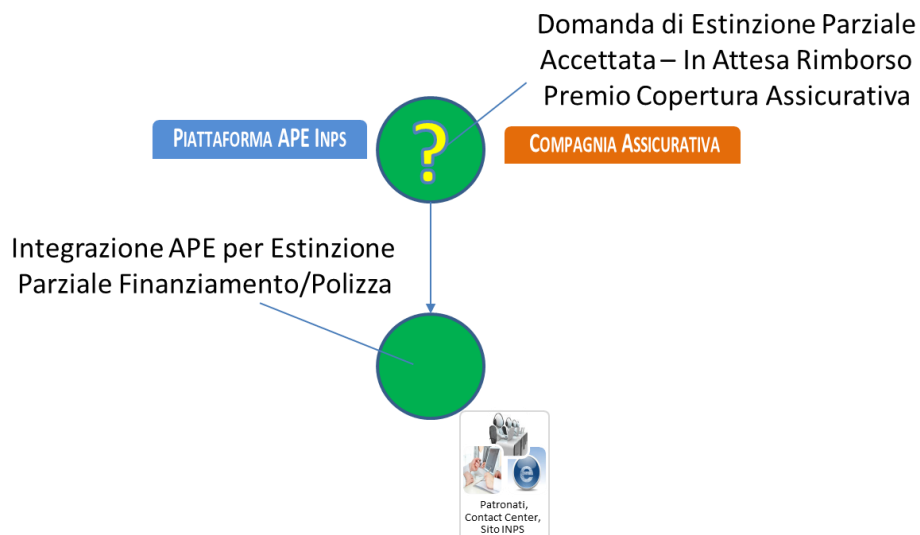 Domanda di Estinzione Parziale
Accettata – In Attesa Rimborso
Premio Copertura Assicurativa
PIATTAFORMA APE INPS
?
COMPAGNIA ASSICURATIVA
Integrazione APE per Estinzione
Parziale Finanziamento/Polizza
e
Patronati,
Contact Center,
Sito INPS